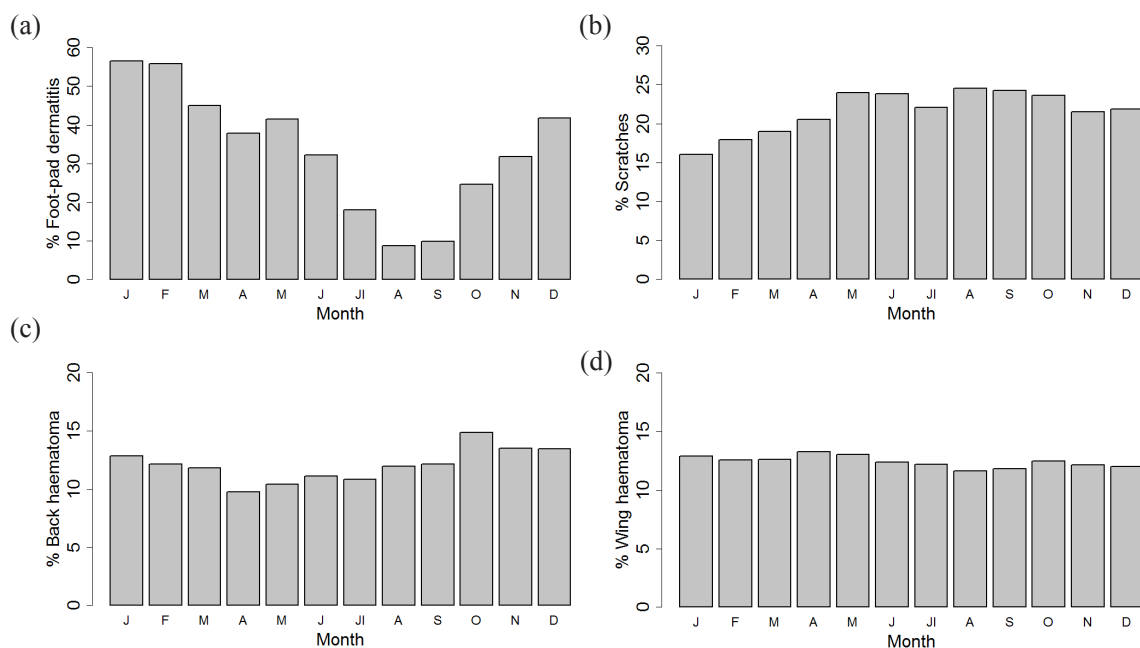 (a)
% Foot-pad dermatitis
60
50
40
30
20
10
0
J F M A M J Jl A S O N D
Month
(b)
% Scratches
30
25
20
15
10
5
0
J F M A M J Jl A S O N D
Month
(c)
% Back haematoma
20
15
10
5
0
J F M A M J Jl A S O N D
Month
(d)
% Wing haematoma
20
15
10
5
0
J F M A M J Jl A S O N D
Month